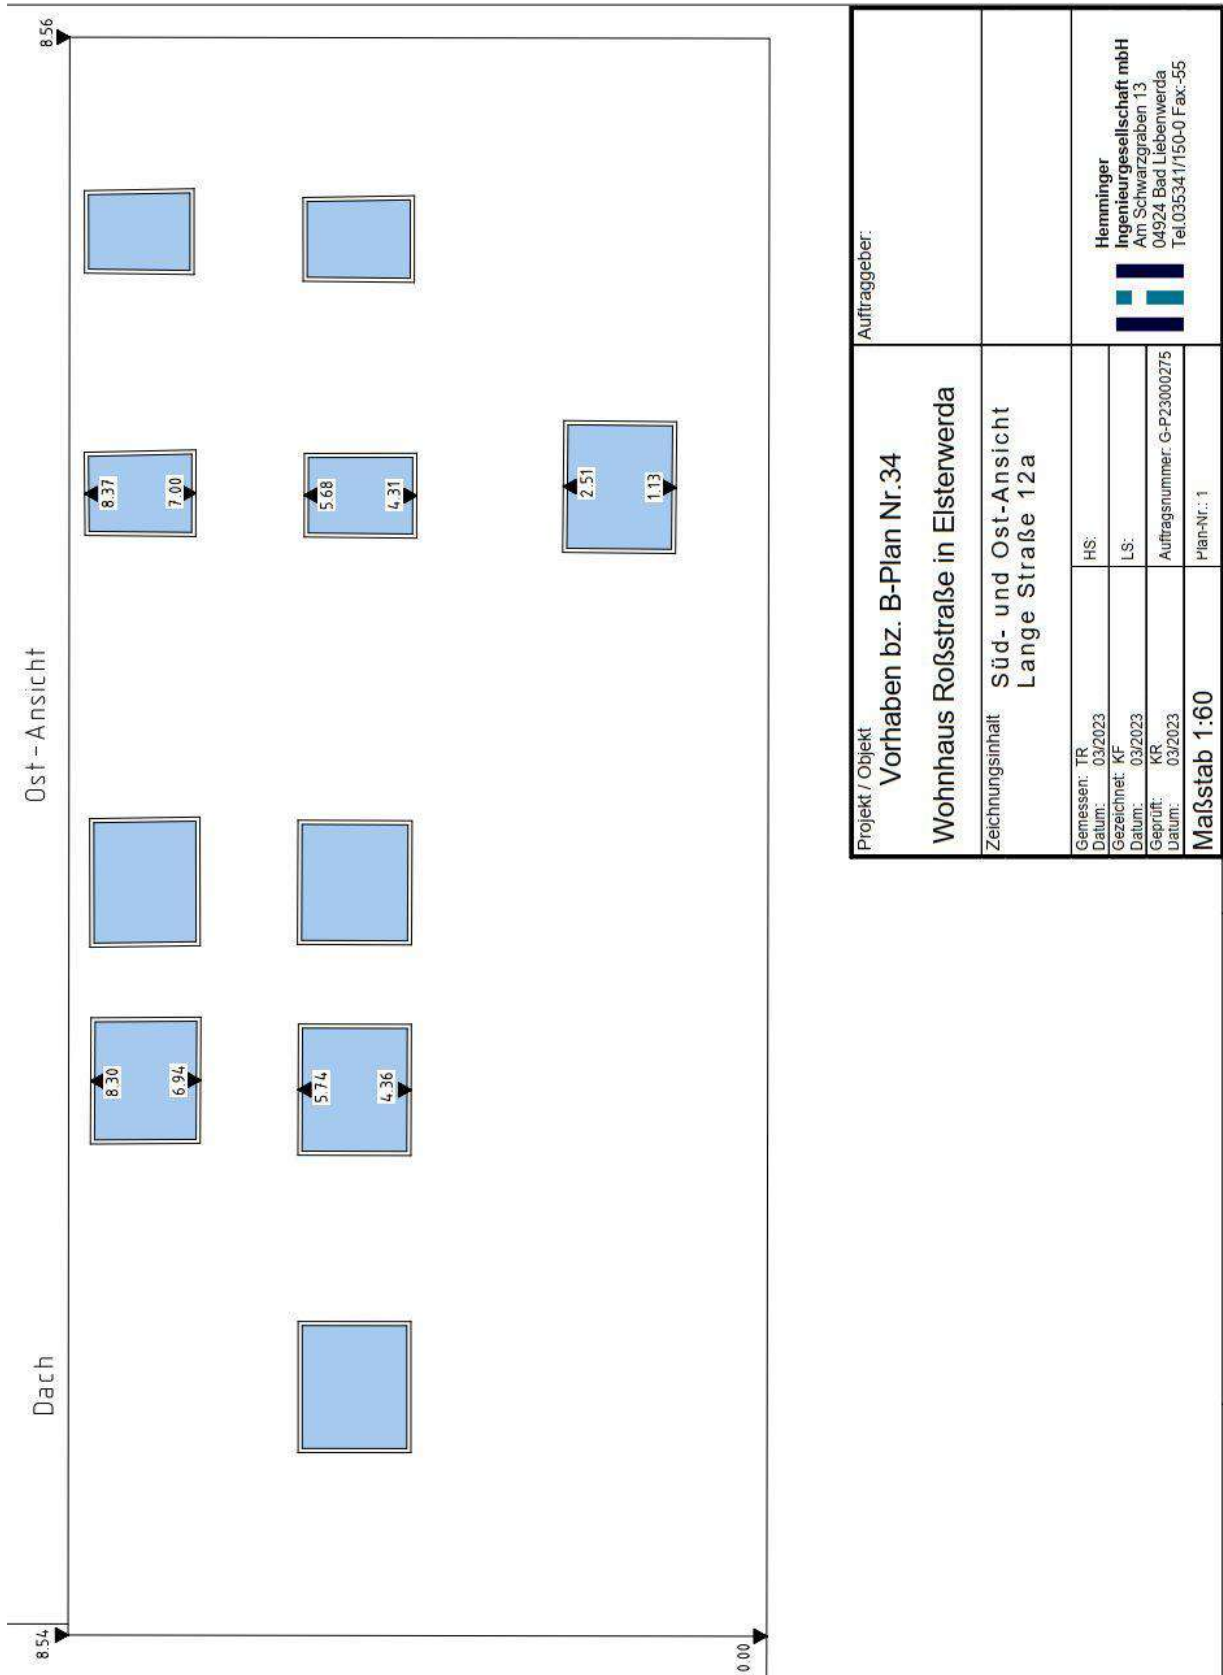 Ost-Ansicht
Dach
8.54
8.56
8.30
6.94
8.37
7.00
5.74
4.36
5.68
4.31
2.51
1.13
0.00
Projekt / Objekt
Vorhaben bz. B-Plan Nr.34
Wohnhaus Roßstraße in Elsterwerda
Auftraggeber:
Zeichnungsinhalt
Süd- und Ost-Ansicht
Lange Straße 12a
Gemessen: TR
Datum: 03/2023
HS:
Gezeichnet: KF
Datum: 03/2023
LS:
Geprüft: KR
Datum: 03/2023
Auftragsnummer: G-P23000275
Maßstab 1:60
Plan-Nr.: 1
Hemminger
Ingenieurgesellschaft mbH
Am Schwarzgraben 13
04924 Bad Liebenwerda
Tel.035341/150-0 Fax:-55